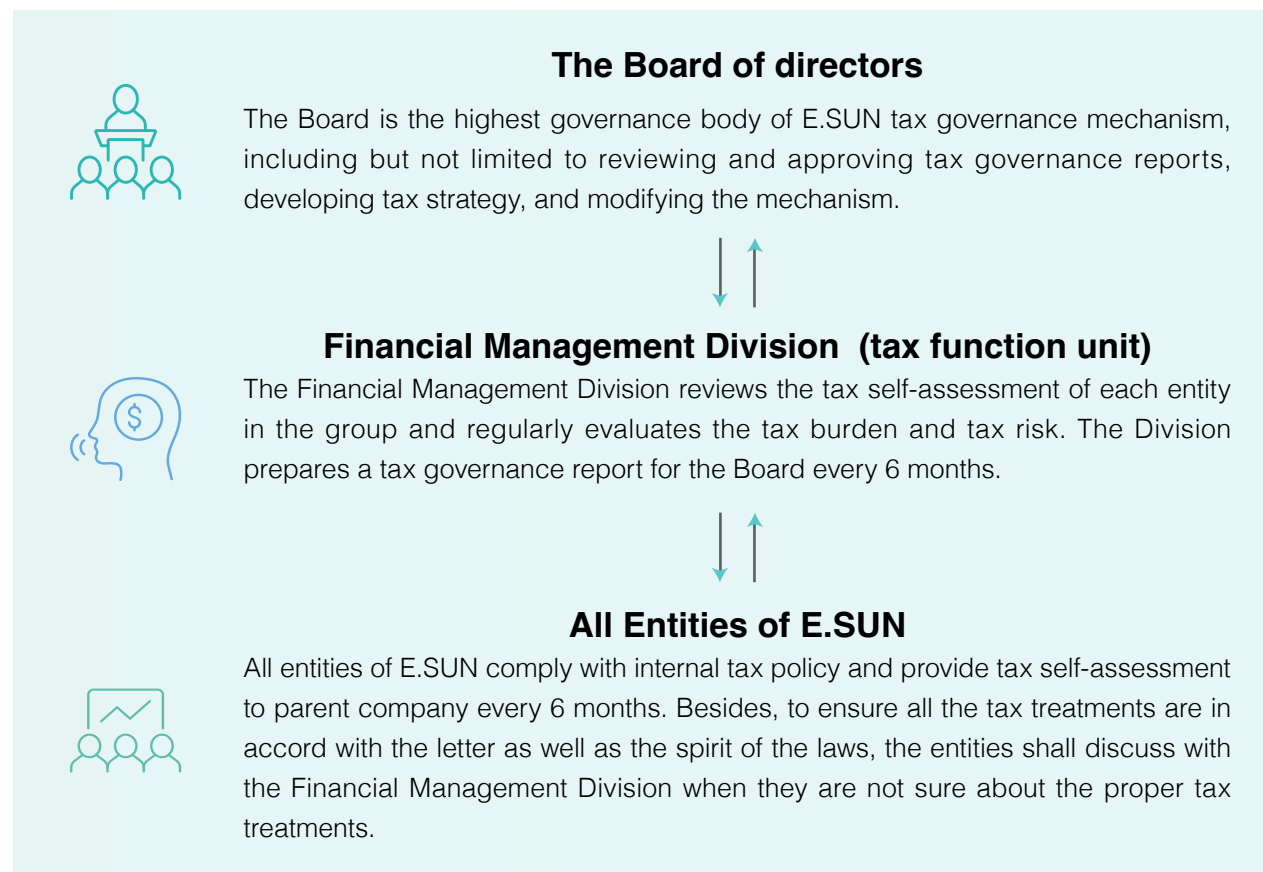 The Board of directors
The Board is the highest governance body of E.SUN tax governance mechanism,
including but not limited to reviewing and approving tax governance reports,
developing tax strategy, and modifying the mechanism.
Financial Management Division (tax function unit)
The Financial Management Division reviews the tax self-assessment of each entity
in the group and regularly evaluates the tax burden and tax risk. The Division
prepares a tax governance report for the Board every 6 months.
$
All Entities of E.SUN
All entities of E.SUN comply with internal tax policy and provide tax self-assessment
to parent company every 6 months. Besides, to ensure all the tax treatments are in
accord with the letter as well as the spirit of the laws, the entities shall discuss with
the Financial Management Division when they are not sure about the proper tax
treatments.